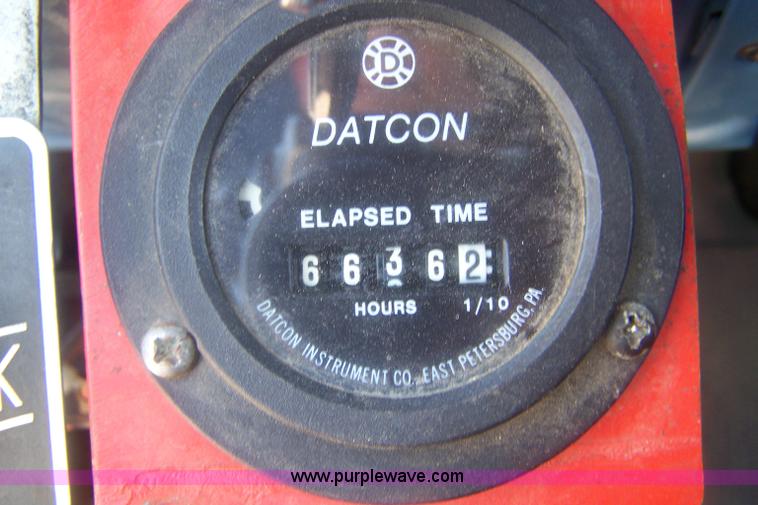 D
DATCON
ELAPSED TIME
6 6 3 6 2
HOURS 1/10
DATCON INSTRUMENT CO. EAST PETERSBURG, PA.
K
www.purplewave.com